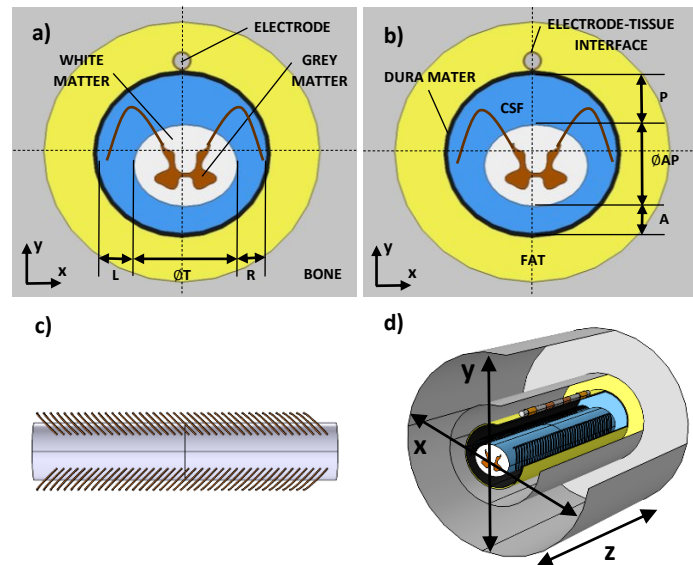 a)
ELECTRODE
WHITE
MATTER
GREY
MATTER
y
x
L
ØT
R
BONE
b)
ELECTRODE-TISSUE
INTERFACE
DURA MATER
CSF
P
ØAP
A
FAT
y
x
c)
d)
y
x
z